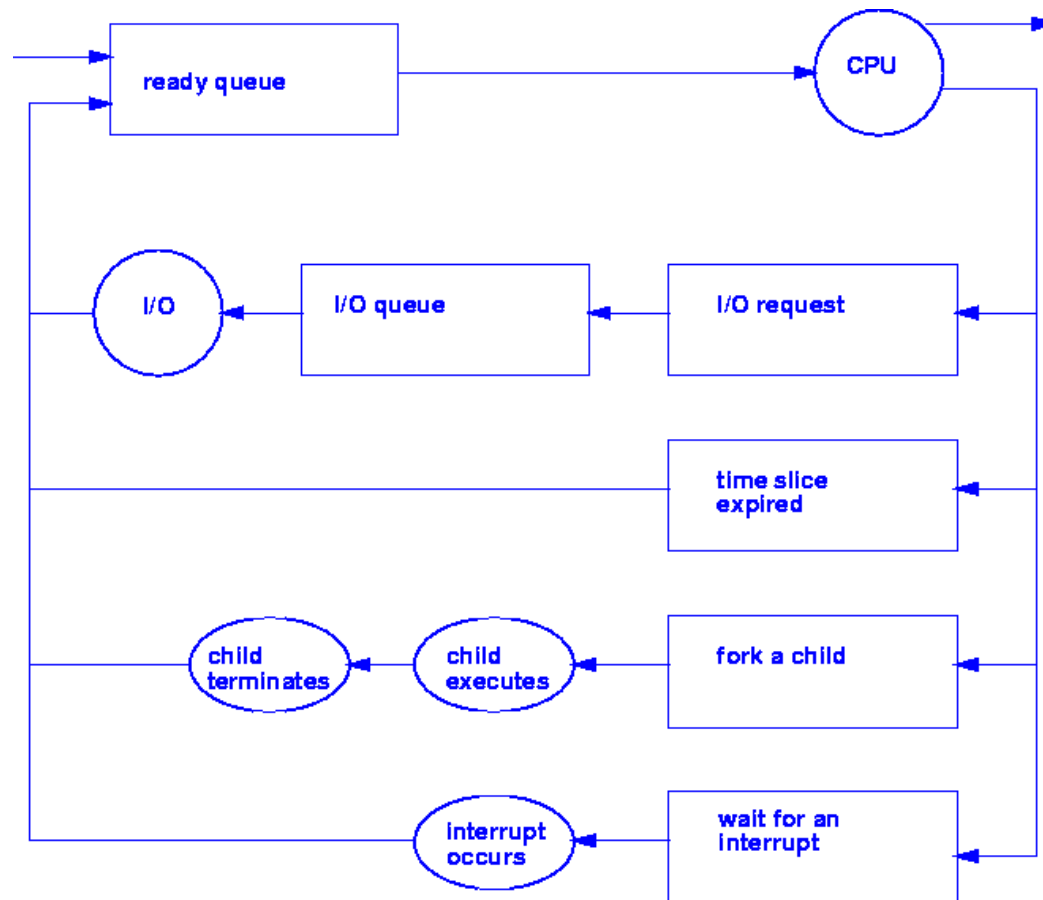 ready queue
CPU
I/O
I/O queue
I/O request
time slice
expired
child
terminates
child
executes
fork a child
interrupt
occurs
wait for an
interrupt